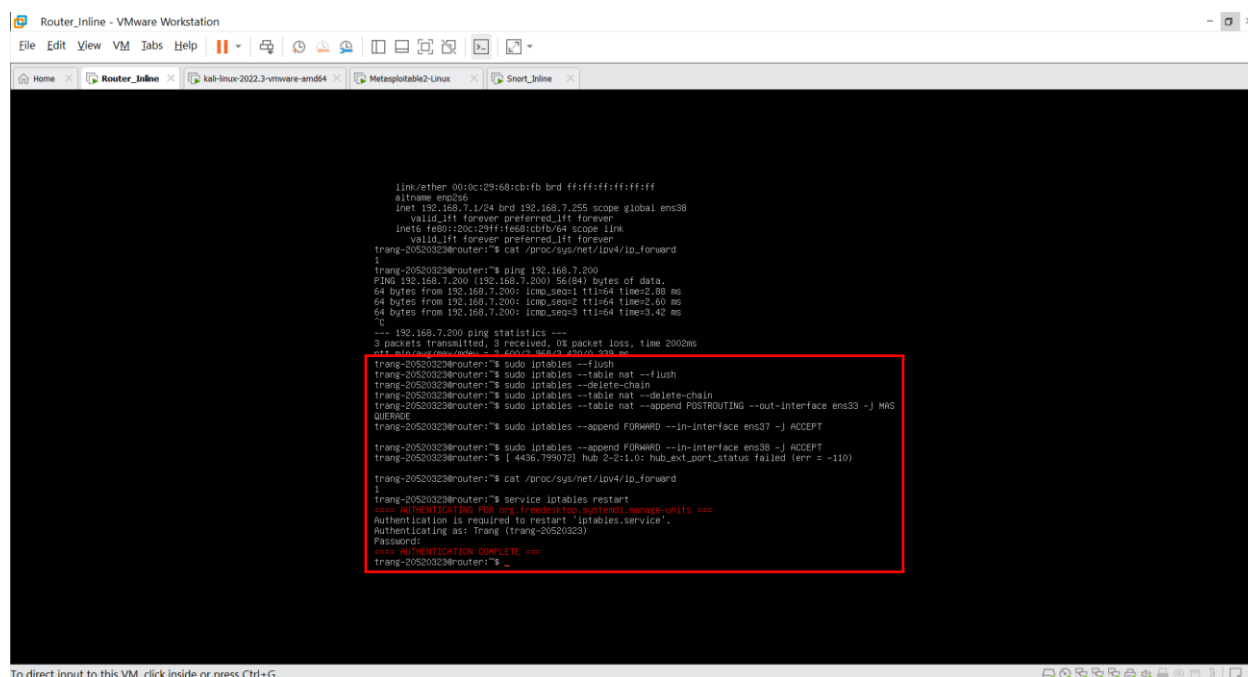 Router_Inline - VMware Workstation
File Edit View VM Tabs Help
Home Router_Inline kali-linux-2022.3-vmware-amd64 Metasploitable2-Linux Snort_Inline
link/ether 00:0c:29:68:cb:fb brd ff:ff:ff:ff:ff:ff
altname enp2s6
inet 192.168.7.1/24 brd 192.168.7.255 scope global ens38
valid_lft forever preferred_lft forever
inet6 fe80::20c:29ff:fe68:cbfb/64 scope link
valid_lft forever preferred_lft forever
trang-20520323@router:~$ cat /proc/sys/net/ipv4/ip_forward
1
trang-20520323@router:~$ ping 192.168.7.200
PING 192.168.7.200 (192.168.7.200) 56(84) bytes of data.
64 bytes from 192.168.7.200: icmp_seq=1 ttl=64 time=2.88 ms
64 bytes from 192.168.7.200: icmp_seq=2 ttl=64 time=2.60 ms
64 bytes from 192.168.7.200: icmp_seq=3 ttl=64 time=3.42 ms
^C
--- 192.168.7.200 ping statistics ---
3 packets transmitted, 3 received, 0% packet loss, time 2002ms
rtt min/avg/max/mdev = 2.600/2.968/3.420/0.339 ms
trang-20520323@router:~$ sudo iptables --flush
trang-20520323@router:~$ sudo iptables --table nat --flush
trang-20520323@router:~$ sudo iptables --delete-chain
trang-20520323@router:~$ sudo iptables --table nat --delete-chain
trang-20520323@router:~$ sudo iptables --table nat --append POSTROUTING --out-interface ens33 -j MAS
QUERADE
trang-20520323@router:~$ sudo iptables --append FORWARD --in-interface ens37 -j ACCEPT
trang-20520323@router:~$ sudo iptables --append FORWARD --in-interface ens38 -j ACCEPT
trang-20520323@router:~$ [ 4436.799072] hub 2-2:1.0: hub_ext_port_status failed (err = -110)
trang-20520323@router:~$ cat /proc/sys/net/ipv4/ip_forward
1
trang-20520323@router:~$ service iptables restart
==== AUTHENTICATING FOR org.freedesktop.systemd1.manage-units ===
Authentication is required to restart 'iptables.service'.
Authenticating as: Trang (trang-20520323)
Password:
==== AUTHENTICATION COMPLETE ===
trang-20520323@router:~$ _
To direct input to this VM, click inside or press Ctrl+G.